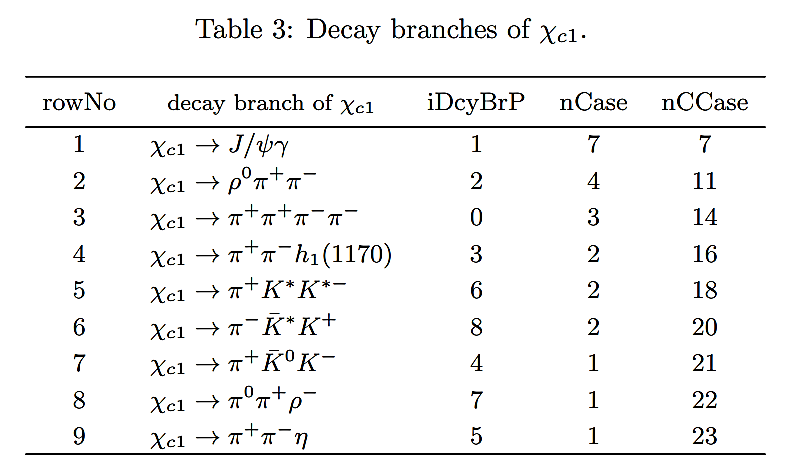 Table 3: Decay branches of χc1.
rowNo decay branch of χc1 iDcyBrP nCase nCCase
1 χc1 → J/ψγ 1 7 7
2 χc1 → ρ⁰π⁺π⁻ 2 4 11
3 χc1 → π⁺π⁺π⁻π⁻ 0 3 14
4 χc1 → π⁺π⁻h₁(1170) 3 2 16
5 χc1 → π⁺K*K*⁻ 6 2 18
6 χc1 → π⁻K̄*K⁺ 8 2 20
7 χc1 → π⁺K̄⁰K⁻ 4 1 21
8 χc1 → π⁰π⁺ρ⁻ 7 1 22
9 χc1 → π⁺π⁻η 5 1 23